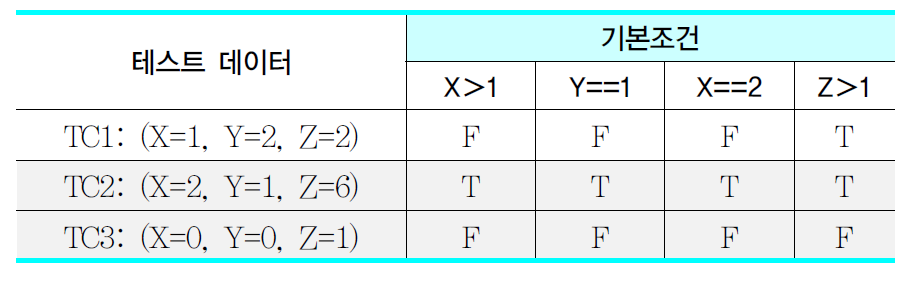 테스트 데이터 기본조건
X>1 Y==1 X==2 Z>1
TC1: (X=1, Y=2, Z=2) F F F T
TC2: (X=2, Y=1, Z=6) T T T T
TC3: (X=0, Y=0, Z=1) F F F F